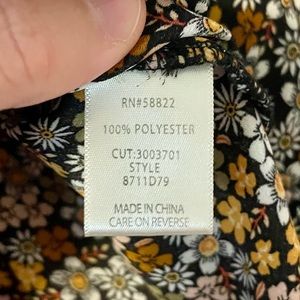 RN#58822
100% POLYESTER
CUT:3003701
STYLE
8711D79
MADE IN CHINA
CARE ON REVERSE